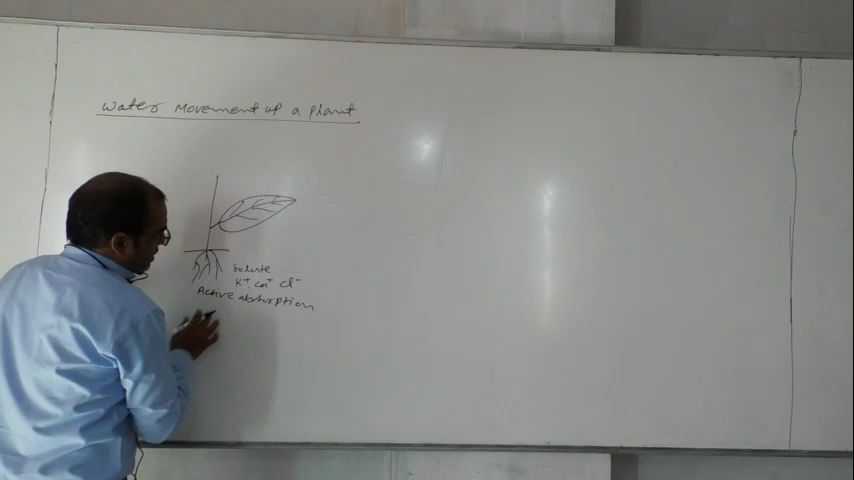 Water Movement up a plant
Solute
K⁺, Ca⁺ Cl⁻
Active absorption